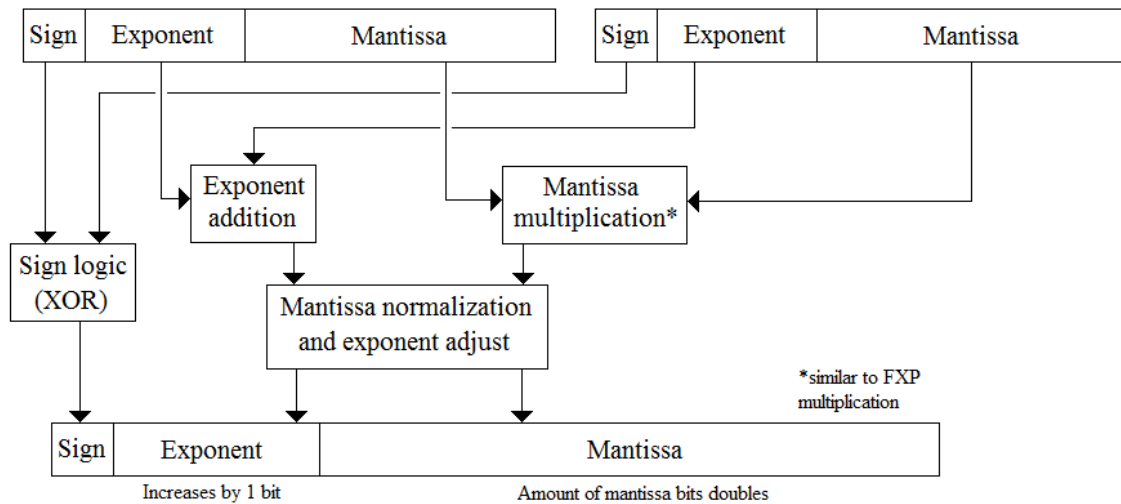 Sign Exponent Mantissa Sign Exponent Mantissa
Exponent
addition
Mantissa
multiplication*
Sign logic
(XOR)
Mantissa normalization
and exponent adjust
*similar to FXP
multiplication
Sign Exponent Mantissa
Increases by 1 bit Amount of mantissa bits doubles